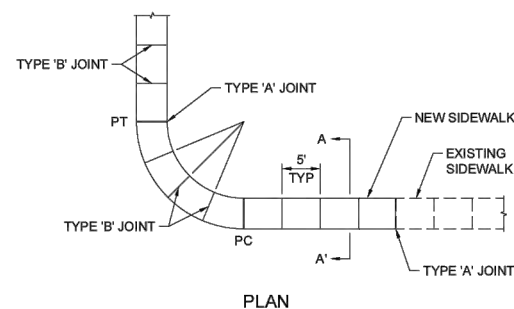 TYPE 'B' JOINT
TYPE 'A' JOINT
PT
A
NEW SIDEWALK
5'
TYP
EXISTING
SIDEWALK
TYPE 'B' JOINT
PC
A'
TYPE 'A' JOINT
PLAN